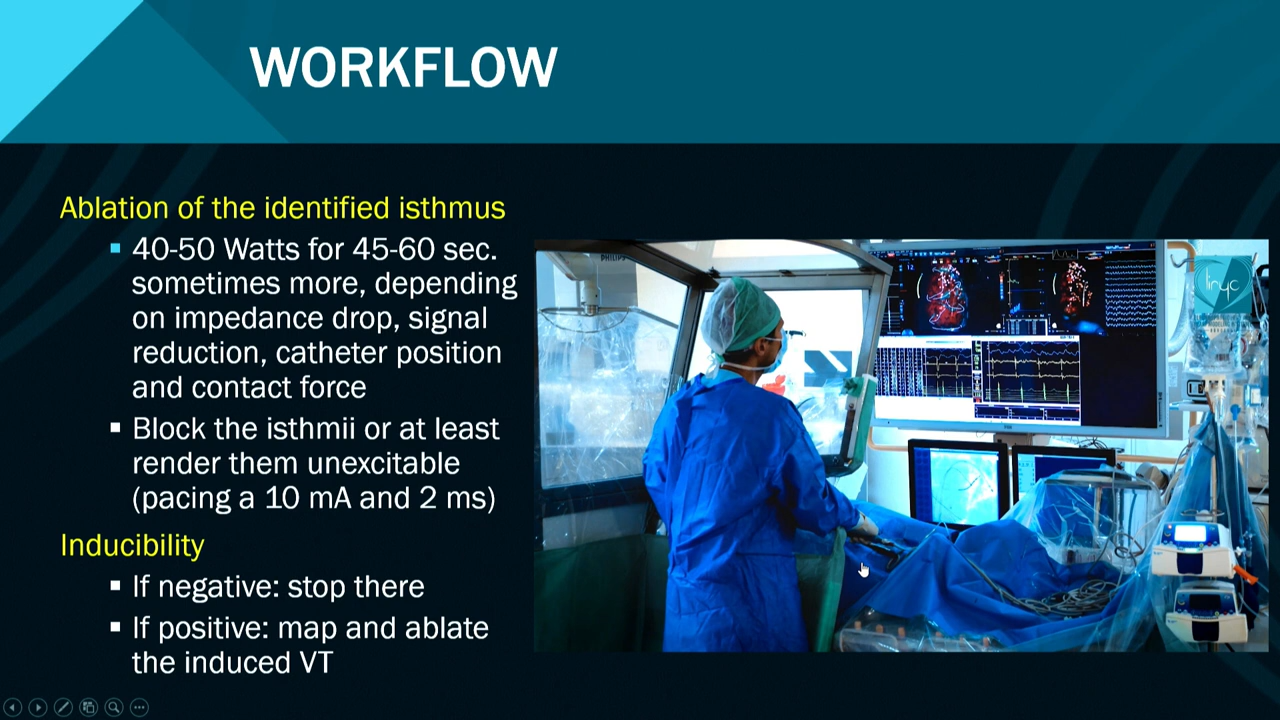 WORKFLOW
Ablation of the identified isthmus
40-50 Watts for 45-60 sec.
sometimes more, depending
on impedance drop, signal
reduction, catheter position
and contact force
Block the isthmii or at least
render them unexcitable
(pacing a 10 mA and 2 ms)
Inducibility
If negative: stop there
If positive: map and ablate
the induced VT
PHILIPS
liryc